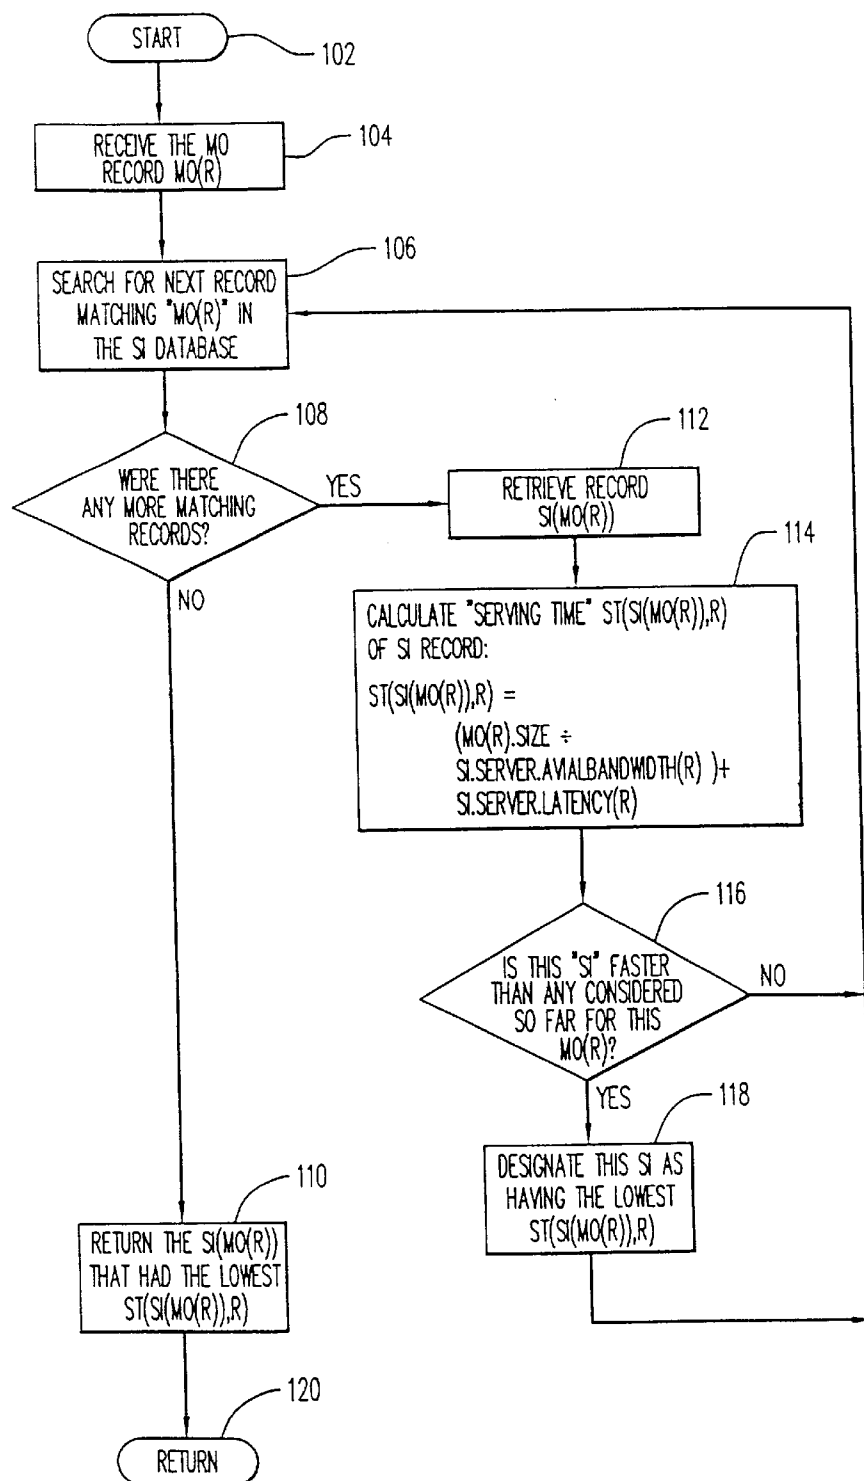 START
102
RECEIVE THE MO
RECORD MO(R)
104
SEARCH FOR NEXT RECORD
MATCHING "MO(R)" IN
THE SI DATABASE
106
WERE THERE
ANY MORE MATCHING
RECORDS?
108
YES
NO
RETRIEVE RECORD
SI(MO(R))
112
CALCULATE "SERVING TIME" ST(SI(MO(R)),R)
OF SI RECORD:
ST(SI(MO(R)),R) =
(MO(R).SIZE ÷
SI.SERVER.AVIALBANDWIDTH(R) )+
SI.SERVER.LATENCY(R)
114
IS THIS "SI" FASTER
THAN ANY CONSIDERED
SO FAR FOR THIS
MO(R)?
116
NO
YES
DESIGNATE THIS SI AS
HAVING THE LOWEST
ST(SI(MO(R)),R)
118
RETURN THE SI(MO(R))
THAT HAD THE LOWEST
ST(SI(MO(R)),R)
110
RETURN
120